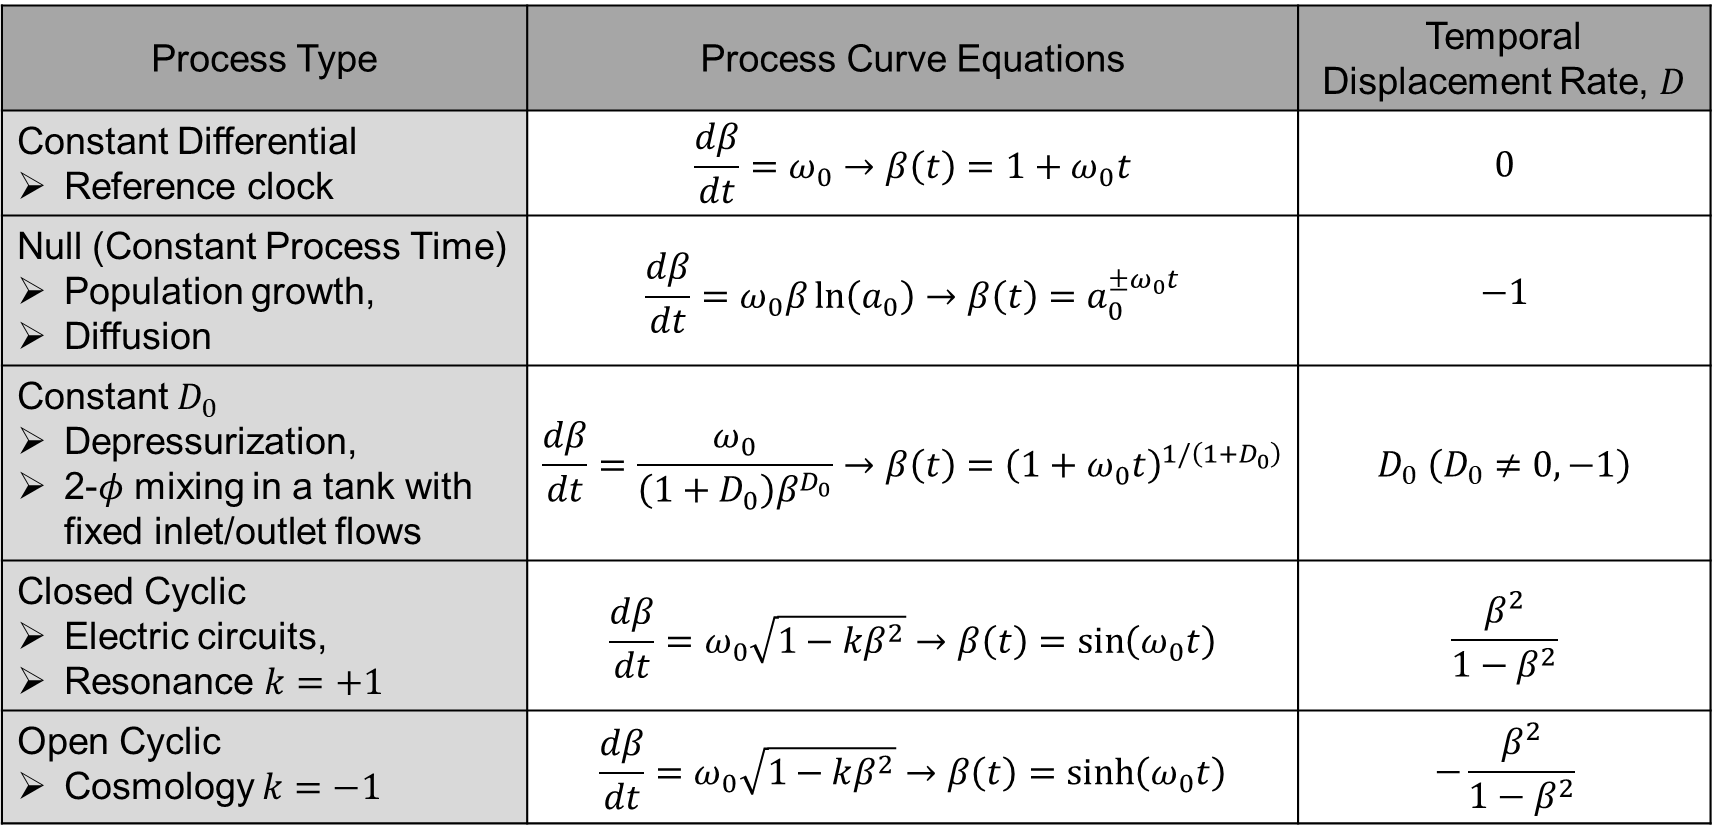 Process Type
Process Curve Equations
Temporal
Displacement Rate, D
Constant Differential
➢ Reference clock
dβ/dt = ω₀ → β(t) = 1 + ω₀t
0
Null (Constant Process Time)
➢ Population growth,
➢ Diffusion
dβ/dt = ω₀β ln(a₀) → β(t) = a₀^(±ω₀t)
−1
Constant D₀
➢ Depressurization,
➢ 2-ϕ mixing in a tank with
fixed inlet/outlet flows
dβ/dt = ω₀/((1 + D₀)β^(D₀)) → β(t) = (1 + ω₀t)^(1/(1+D₀))
D₀ (D₀ ≠ 0, −1)
Closed Cyclic
➢ Electric circuits,
➢ Resonance k = +1
dβ/dt = ω₀√(1 − kβ²) → β(t) = sin(ω₀t)
β²/(1 − β²)
Open Cyclic
➢ Cosmology k = −1
dβ/dt = ω₀√(1 − kβ²) → β(t) = sinh(ω₀t)
−β²/(1 − β²)